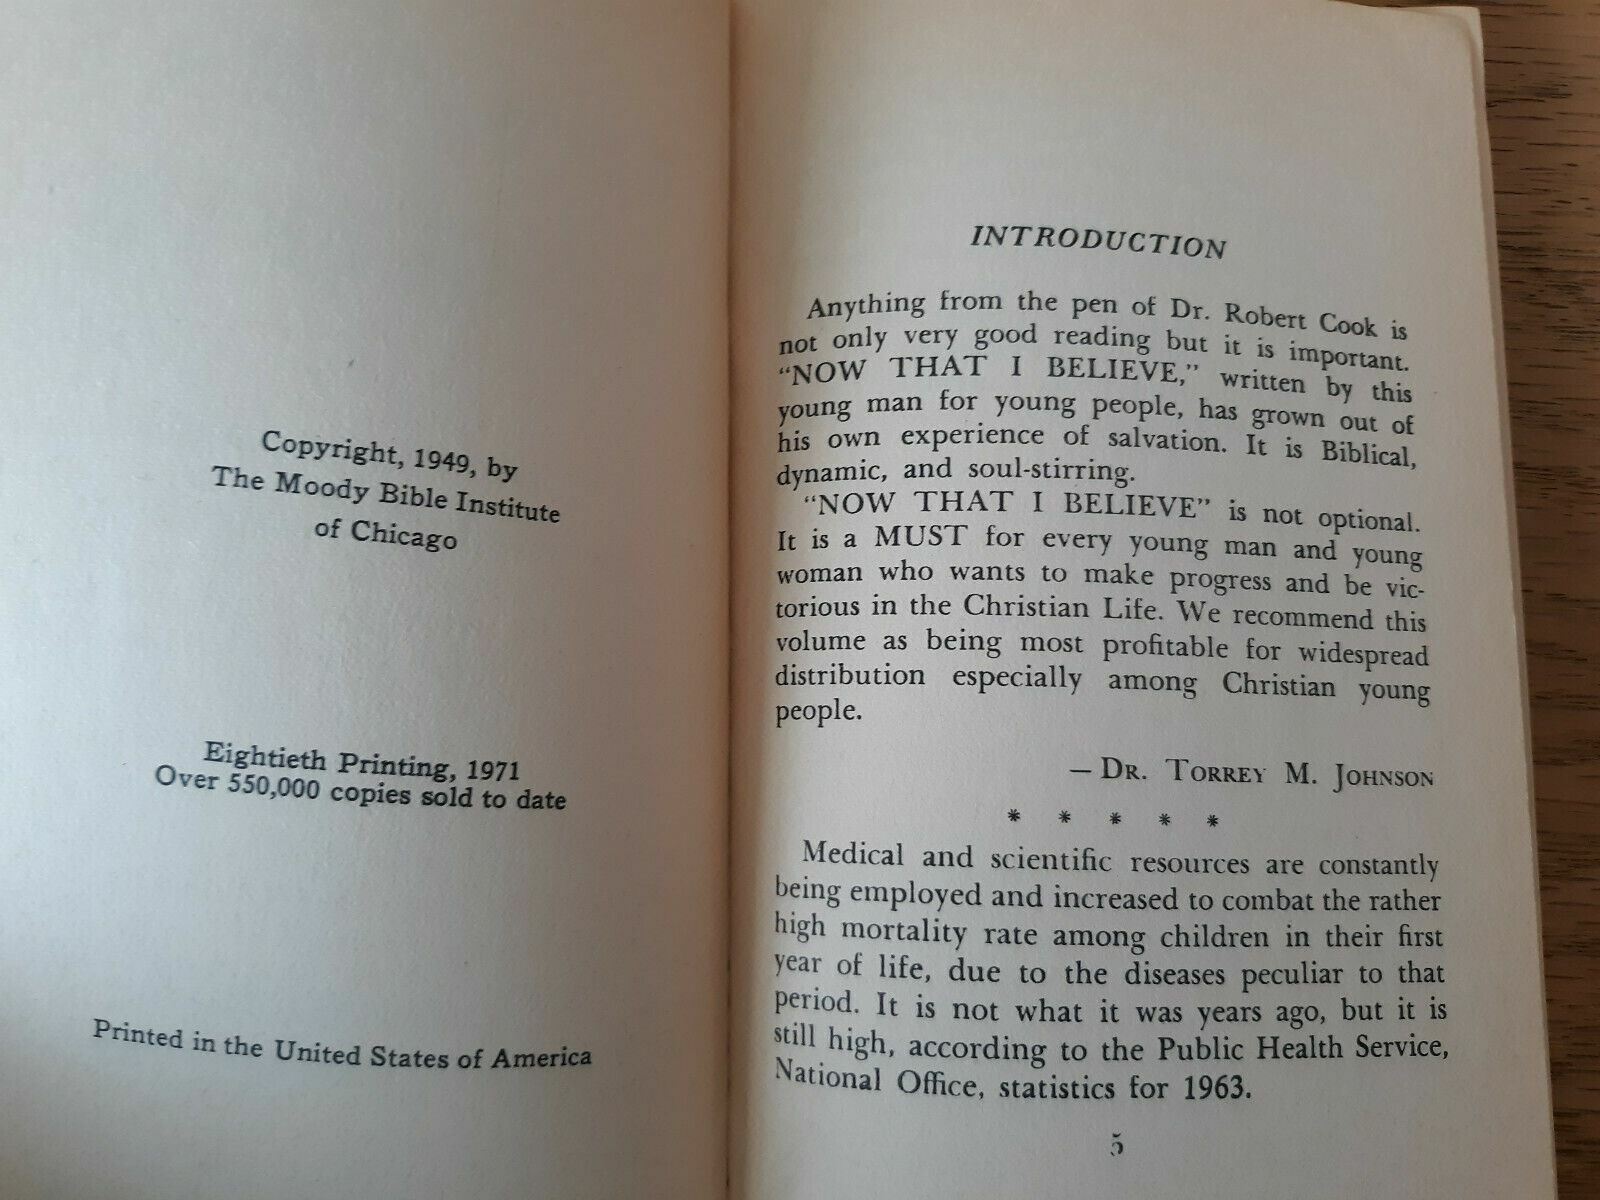 Copyright, 1949, by
The Moody Bible Institute
of Chicago
Eightieth Printing, 1971
Over 550,000 copies sold to date
Printed in the United States of America
INTRODUCTION
Anything from the pen of Dr. Robert Cook is
not only very good reading but it is important.
"NOW THAT I BELIEVE," written by this
young man for young people, has grown out of
his own experience of salvation. It is Biblical,
dynamic, and soul-stirring.
"NOW THAT I BELIEVE" is not optional.
It is a MUST for every young man and young
woman who wants to make progress and be vic-
torious in the Christian Life. We recommend this
volume as being most profitable for widespread
distribution especially among Christian young
people.
— DR. TORREY M. JOHNSON
* * * * *
Medical and scientific resources are constantly
being employed and increased to combat the rather
high mortality rate among children in their first
year of life, due to the diseases peculiar to that
period. It is not what it was years ago, but it is
still high, according to the Public Health Service,
National Office, statistics for 1963.
5